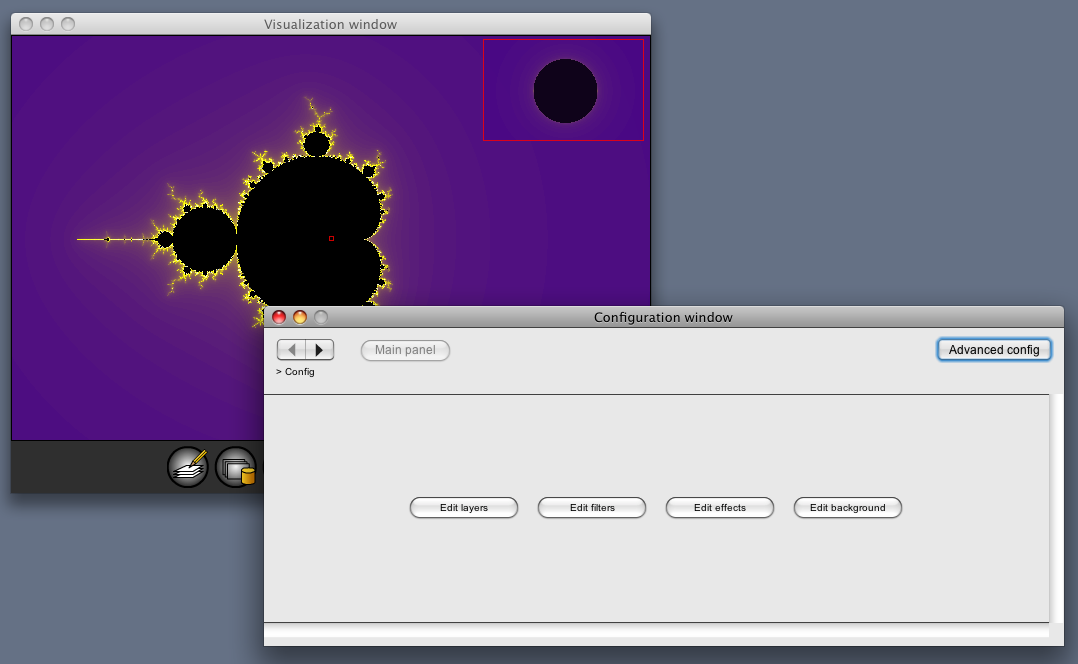 Visualization window
Configuration window
Main panel
Advanced config
> Config
Edit layers
Edit filters
Edit effects
Edit background